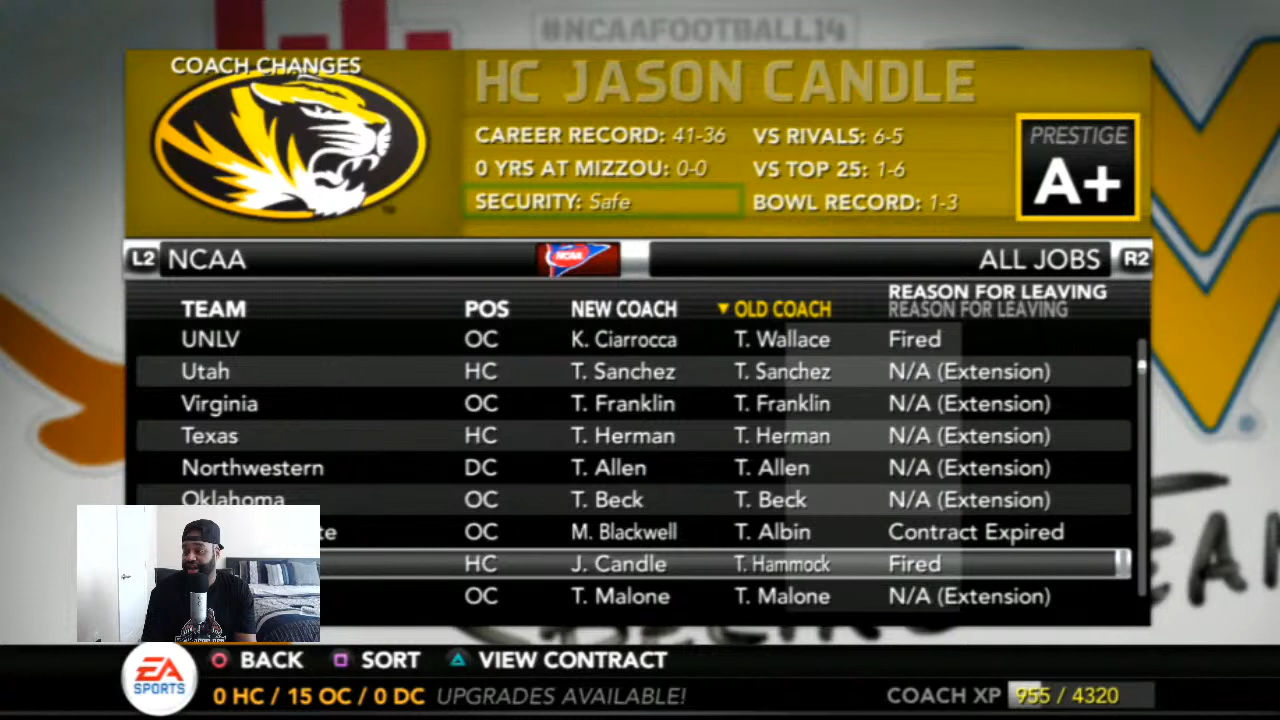 #NCAAFOOTBALL14
COACH CHANGES
HC JASON CANDLE
CAREER RECORD: 41-36 VS RIVALS: 6-5
0 YRS AT MIZZOU: 0-0 VS TOP 25: 1-6
SECURITY: Safe BOWL RECORD: 1-3
PRESTIGE
A+
L2 NCAA NCAA ALL JOBS R2
REASON FOR LEAVING
TEAM POS NEW COACH OLD COACH REASON FOR LEAVING
UNLV OC K. Ciarrocca T. Wallace Fired
Utah HC T. Sanchez T. Sanchez N/A (Extension)
Virginia OC T. Franklin T. Franklin N/A (Extension)
Texas HC T. Herman T. Herman N/A (Extension)
Northwestern DC T. Allen T. Allen N/A (Extension)
Oklahoma OC T. Beck T. Beck N/A (Extension)
OC M. Blackwell T. Albin Contract Expired
HC J. Candle T. Hammock Fired
OC T. Malone T. Malone N/A (Extension)
BACK SORT VIEW CONTRACT
EA
SPORTS
0 HC / 15 OC / 0 DC UPGRADES AVAILABLE! COACH XP 955 / 4320